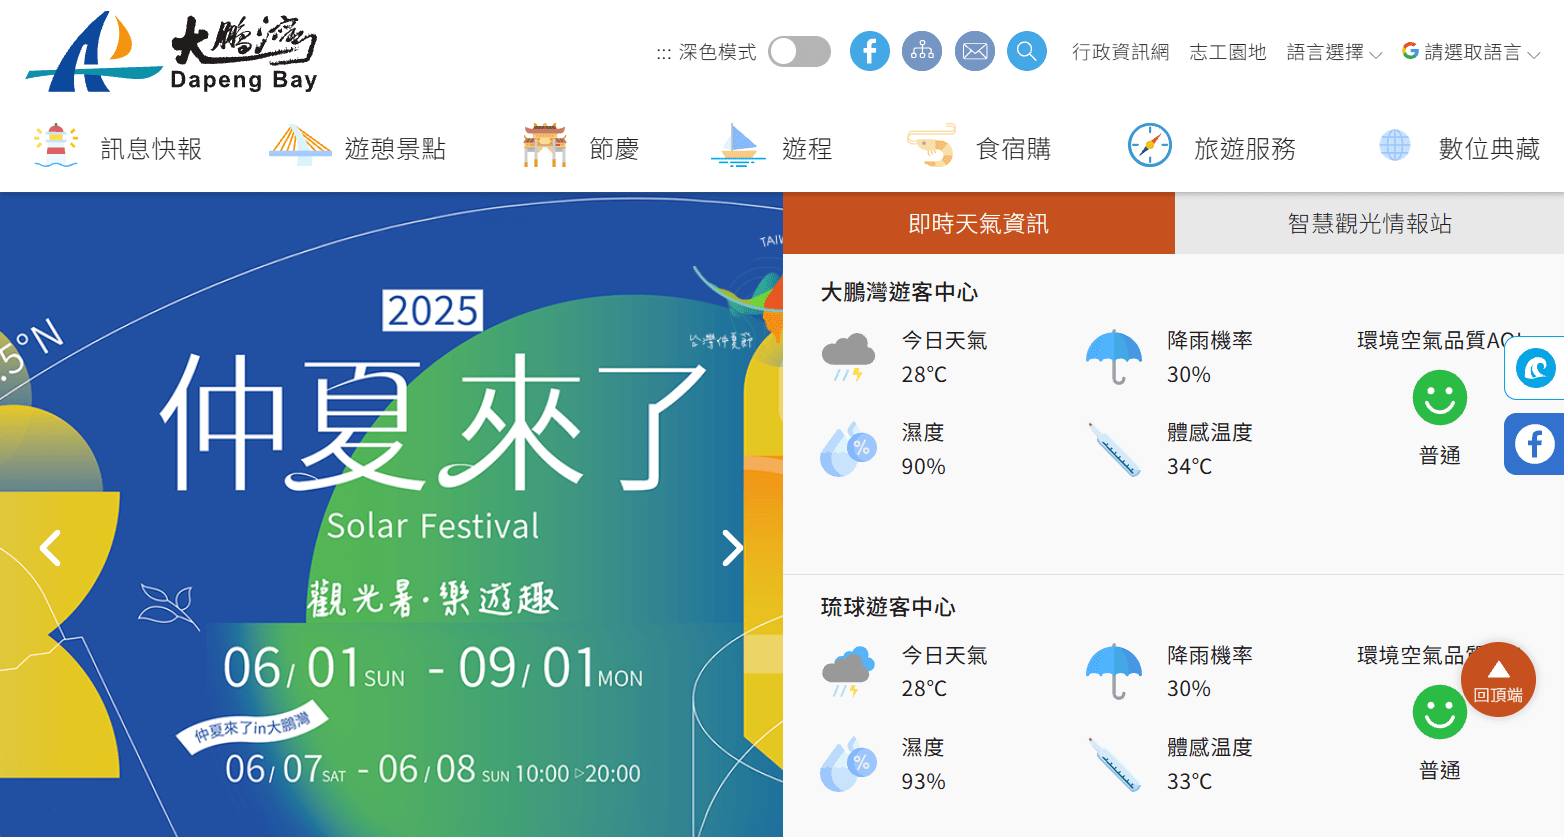 大鵬灣
Dapeng Bay
::: 深色模式
行政資訊網 志工園地 語言選擇 請選取語言
訊息快報 遊憩景點 節慶 遊程 食宿購 旅遊服務 數位典藏
.5°N
2025
仲夏來了
Solar Festival
觀光暑·樂遊趣
06/01 SUN - 09/01 MON
仲夏來了in大鵬灣
06/07 SAT - 06/08 SUN 10:00▷20:00
台灣仲夏節
即時天氣資訊 智慧觀光情報站
大鵬灣遊客中心
今日天氣
28℃
降雨機率
30%
環境空氣品質
普通
%
濕度
90%
體感温度
34℃
琉球遊客中心
今日天氣
28℃
降雨機率
30%
環境空氣品
普通
%
濕度
93%
體感温度
33℃
回頂端